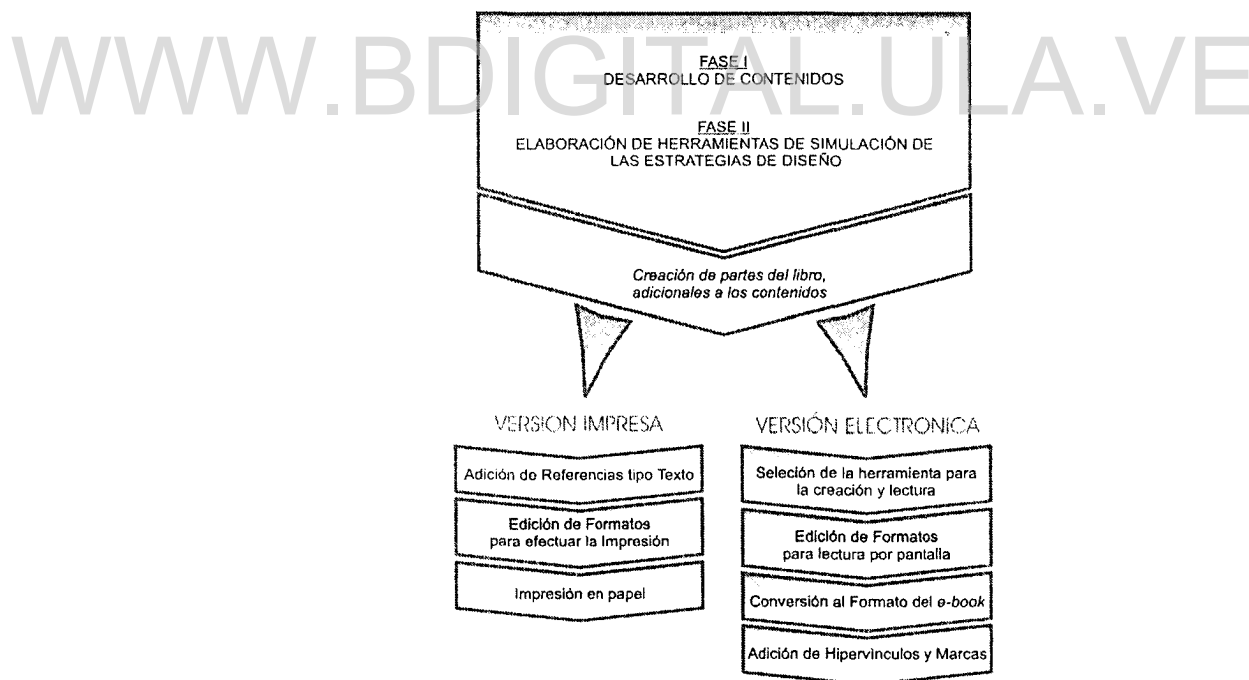 WWW.BDIGITAL.ULA.VE
FASE I
DESARROLLO DE CONTENIDOS
FASE II
ELABORACIÓN DE HERRAMIENTAS DE SIMULACIÓN DE
LAS ESTRATEGIAS DE DISEÑO
Creación de partes del libro,
adicionales a los contenidos
VERSION IMPRESA
Adición de Referencias tipo Texto
Edición de Formatos
para efectuar la Impresión
Impresión en papel
VERSIÓN ELECTRONICA
Seleción de la herramienta para
la creación y lectura
Edición de Formatos
para lectura por pantalla
Conversión al Formato del e-book
Adición de Hipervínculos y Marcas